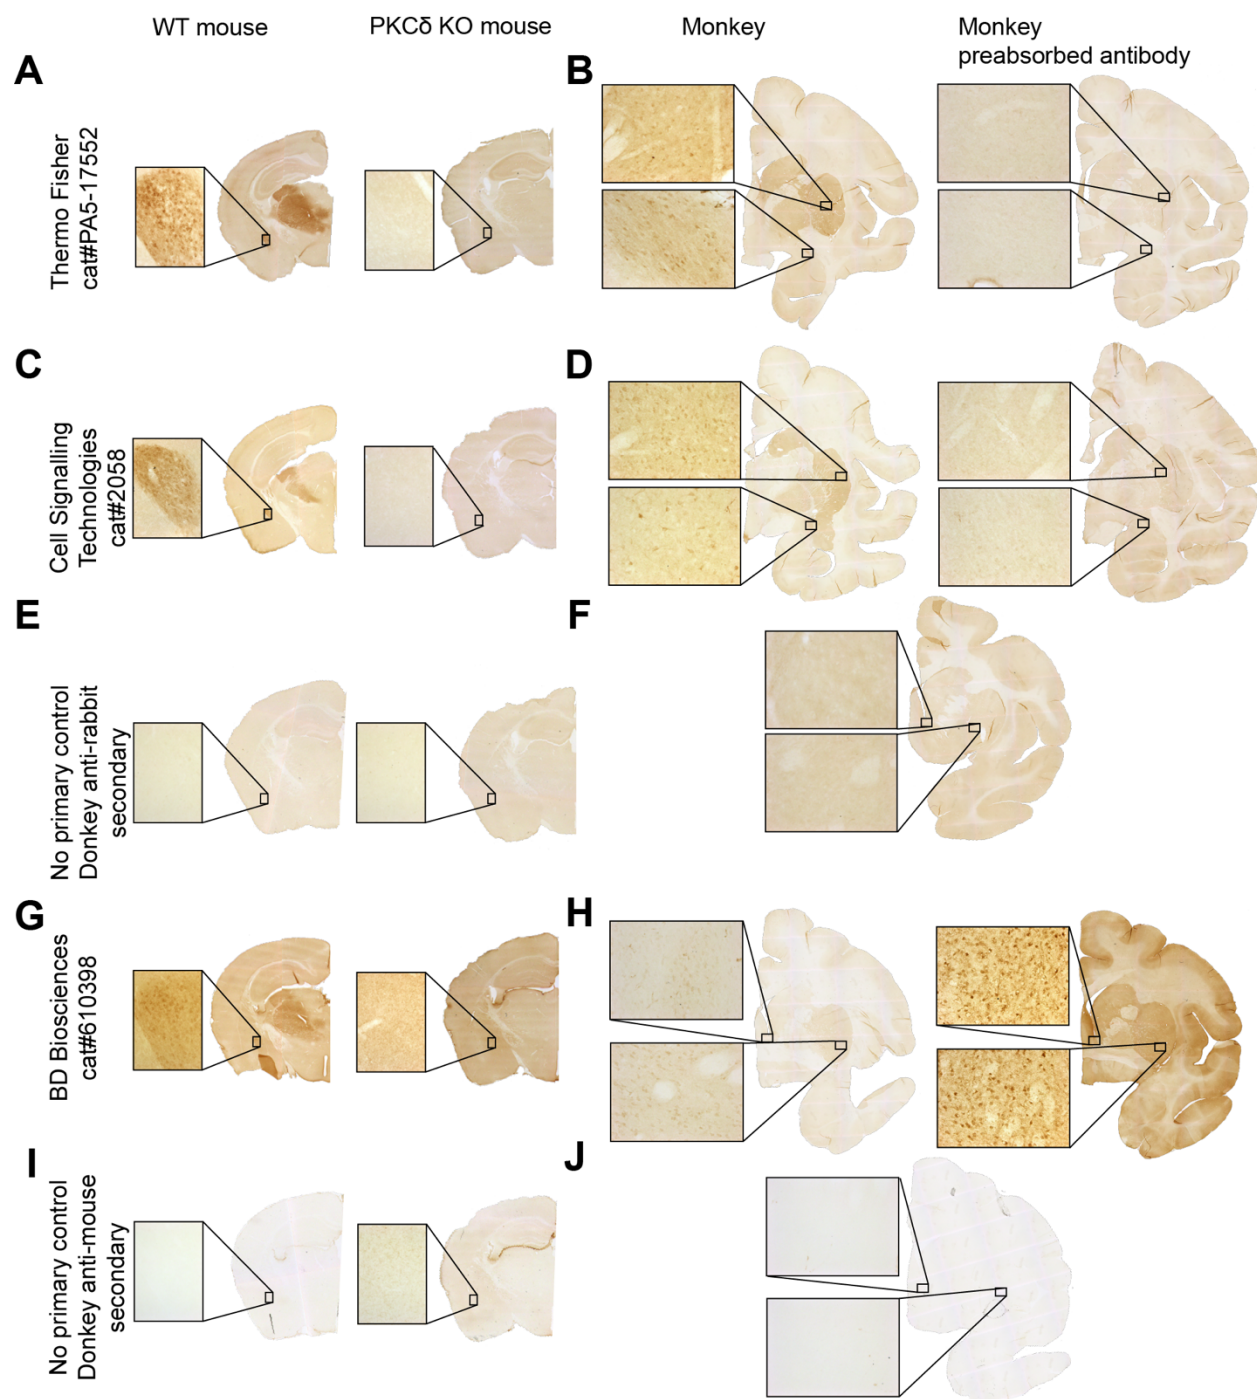 WT mouse
PKCδ KO mouse
Monkey
Monkey
preabsorbed antibody
A
B
Thermo Fisher
cat#PA5-17552
C
D
Cell Signaling
Technologies
cat#2058
E
F
No primary control
Donkey anti-rabbit
secondary
G
H
BD Biosciences
cat#610398
I
J
No primary control
Donkey anti-mouse
secondary